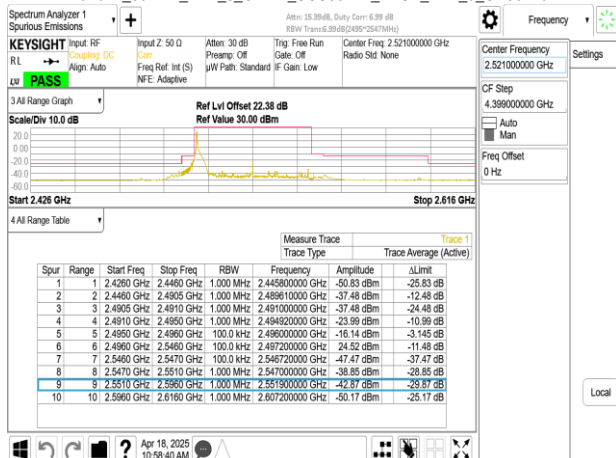 Spectrum Analyzer 1
Spurious Emissions
Attn: 15.39dB, Duty Corr: 6.99 dB
RBW Trans:6.99dB(2495~2547MHz)
Frequency
KEYSIGHT
RL
PASS
Input: RF
Coupling: DC
Align: Auto
Input Z: 50 Ω
Corr
Freq Ref: Int (S)
NFE: Adaptive
Atten: 30 dB
Preamp: Off
µW Path: Standard
Trig: Free Run
Gate: Off
IF Gain: Low
Center Freq: 2.521000000 GHz
Radio Std: None
Center Frequency
2.521000000 GHz
Settings
CF Step
4.399000000 GHz
Auto
Man
Freq Offset
0 Hz
3 All Range Graph
Scale/Div 10.0 dB
Ref Lvl Offset 22.38 dB
Ref Value 30.00 dBm
20.0
0.00
-20.0
-40.0
-60.0
Start 2.426 GHz
Stop 2.616 GHz
4 All Range Table
Measure Trace Trace 1
Trace Type Trace Average (Active)
Spur Range Start Freq Stop Freq RBW Frequency Amplitude ΔLimit
1 1 2.4260 GHz 2.4460 GHz 1.000 MHz 2.445800000 GHz -50.83 dBm -25.83 dB
2 2 2.4460 GHz 2.4905 GHz 1.000 MHz 2.489610000 GHz -37.48 dBm -12.48 dB
3 3 2.4905 GHz 2.4910 GHz 1.000 MHz 2.491000000 GHz -37.48 dBm -24.48 dB
4 4 2.4910 GHz 2.4950 GHz 1.000 MHz 2.494920000 GHz -23.99 dBm -10.99 dB
5 5 2.4950 GHz 2.4960 GHz 100.0 kHz 2.496000000 GHz -16.14 dBm -3.145 dB
6 6 2.4960 GHz 2.5460 GHz 100.0 kHz 2.497200000 GHz 24.52 dBm -11.48 dB
7 7 2.5460 GHz 2.5470 GHz 100.0 kHz 2.546720000 GHz -47.47 dBm -37.47 dB
8 8 2.5470 GHz 2.5510 GHz 1.000 MHz 2.547000000 GHz -38.85 dBm -28.85 dB
9 9 2.5510 GHz 2.5960 GHz 1.000 MHz 2.551900000 GHz -42.87 dBm -29.87 dB
10 10 2.5960 GHz 2.6160 GHz 1.000 MHz 2.607200000 GHz -50.17 dBm -25.17 dB
Local
Apr 18, 2025
10:58:40 AM